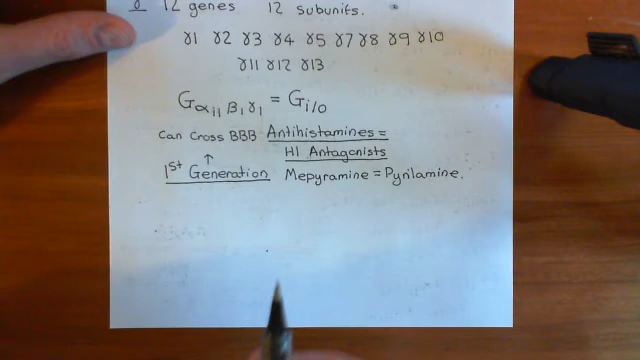 γ 12 genes 12 subunits.
γ1 γ2 γ3 γ4 γ5 γ7 γ8 γ9 γ10
γ11 γ12 γ13
Gαi1 β1 γ1 = Gi/o
Can Cross BBB Antihistamines =
↑ H1 Antagonists
1st Generation Mepyramine = Pyrilamine.